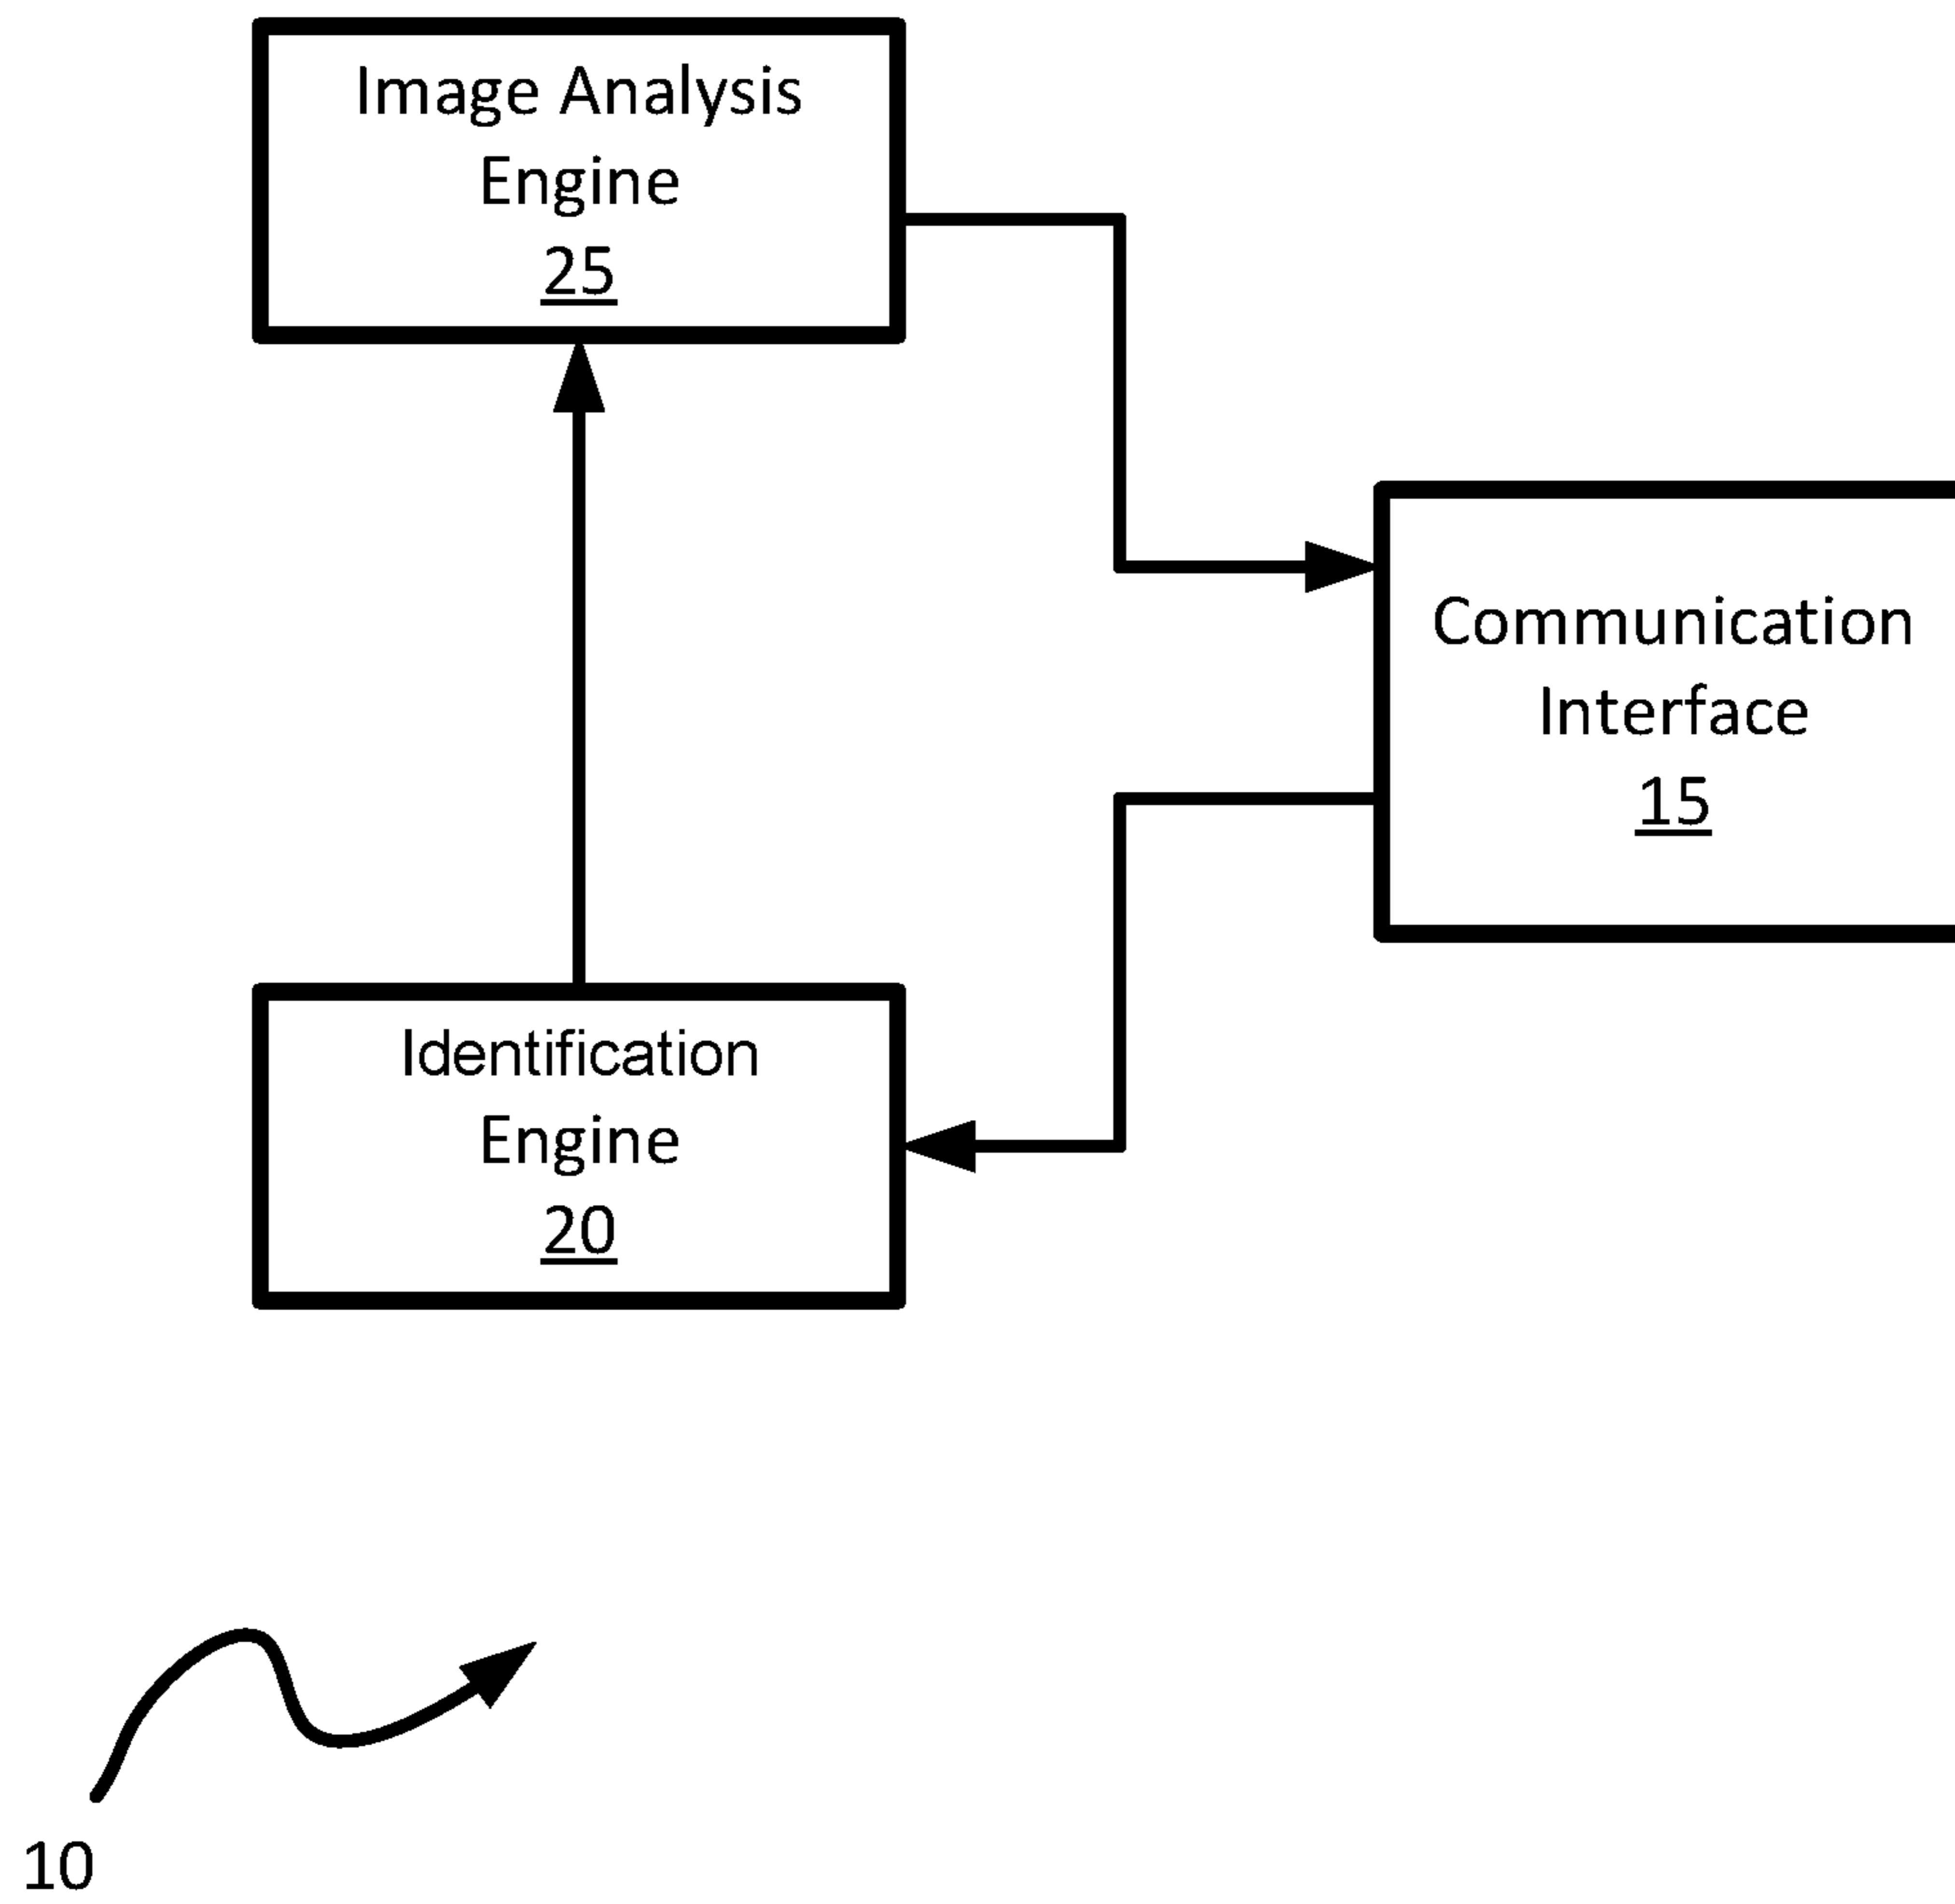 Image Analysis
Engine
25
Communication
Interface
15
Identification
Engine
20
10